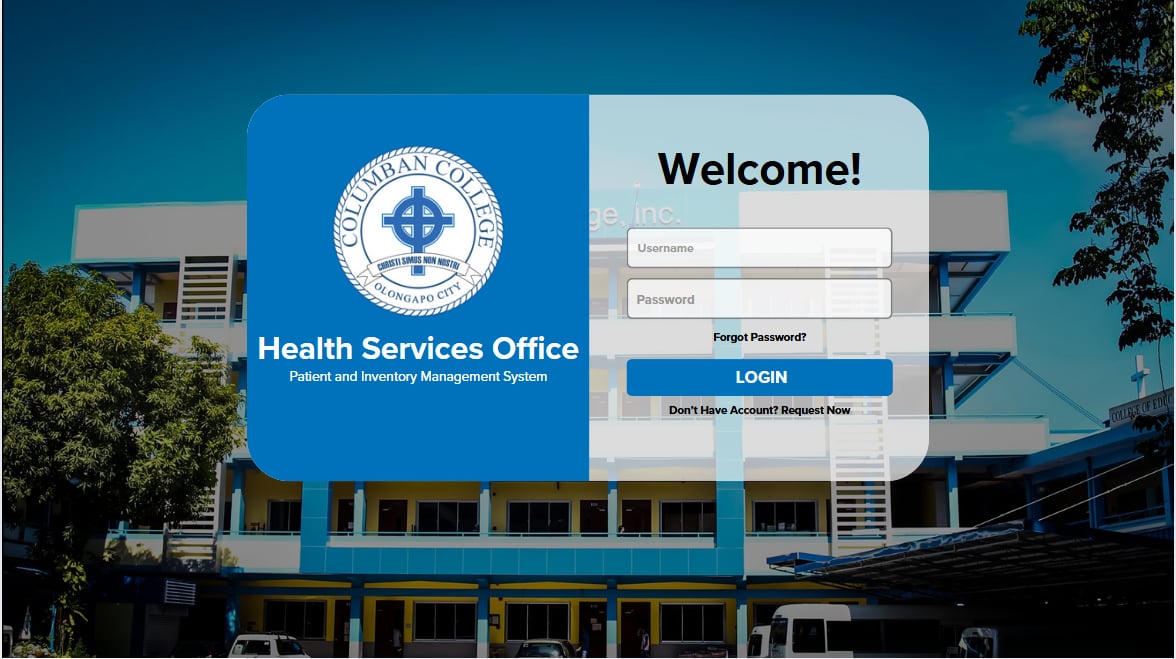 COLUMBAN COLLEGE
CHRISTI SIMUS NON NOSTRI
OLONGAPO CITY
Health Services Office
Patient and Inventory Management System
Welcome!
ge, Inc.
Username
Password
Forgot Password?
LOGIN
Don't Have Account? Request Now
COLLEGE OF EDUC